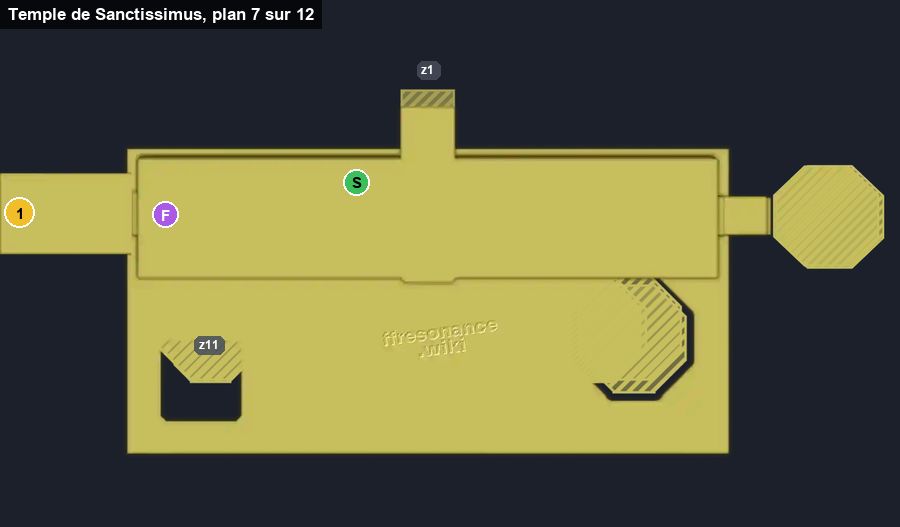 Temple de Sanctissimus, plan 7 sur 12
z1
S
1
F
ffresonance
.wiki
z11